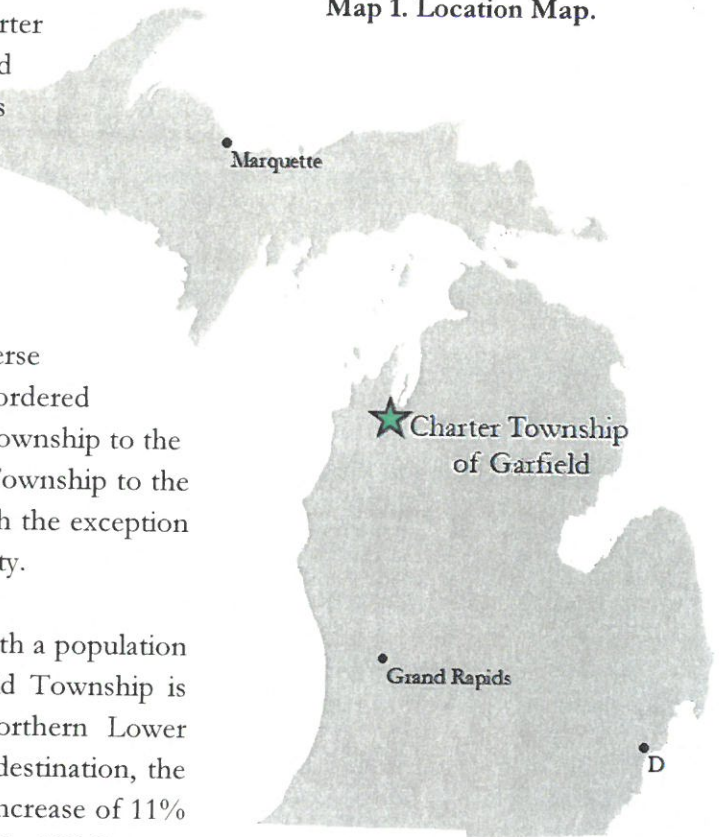 Map 1. Location Map.
rter
d
s
Marquette
erse
ordered
ownship to the
Township to the
h the exception
ty.
Charter Township
of Garfield
th a population
d Township is
orthern Lower
destination, the
ncrease of 11%
Grand Rapids
D